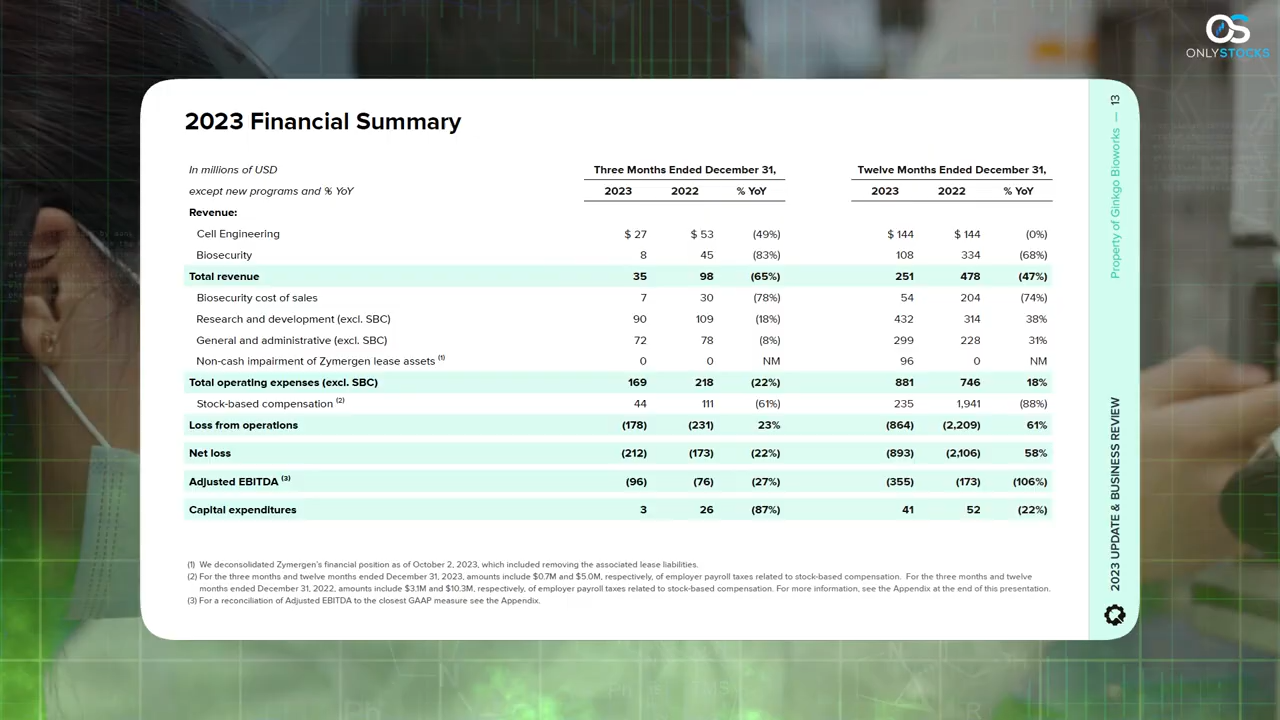 ONLYSTOCKS
2023 Financial Summary
In millions of USD Three Months Ended December 31, Twelve Months Ended December 31,
except new programs and % YoY 2023 2022 % YoY 2023 2022 % YoY
Revenue:
Cell Engineering $ 27 $ 53 (49%) $ 144 $ 144 (0%)
Biosecurity 8 45 (83%) 108 334 (68%)
Total revenue 35 98 (65%) 251 478 (47%)
Biosecurity cost of sales 7 30 (78%) 54 204 (74%)
Research and development (excl. SBC) 90 109 (18%) 432 314 38%
General and administrative (excl. SBC) 72 78 (8%) 299 228 31%
Non-cash impairment of Zymergen lease assets (1) 0 0 NM 96 0 NM
Total operating expenses (excl. SBC) 169 218 (22%) 881 746 18%
Stock-based compensation (2) 44 111 (61%) 235 1,941 (88%)
Loss from operations (178) (231) 23% (864) (2,209) 61%
Net loss (212) (173) (22%) (893) (2,106) 58%
Adjusted EBITDA (3) (96) (76) (27%) (355) (173) (106%)
Capital expenditures 3 26 (87%) 41 52 (22%)
(1) We deconsolidated Zymergen's financial position as of October 2, 2023, which included removing the associated lease liabilities.
(2) For the three months and twelve months ended December 31, 2023, amounts include $0.7M and $5.0M, respectively, of employer payroll taxes related to stock-based compensation. For the three months and twelve
months ended December 31, 2022, amounts include $3.1M and $10.3M, respectively, of employer payroll taxes related to stock-based compensation. For more information, see the Appendix at the end of this presentation.
(3) For a reconciliation of Adjusted EBITDA to the closest GAAP measure see the Appendix.
2023 UPDATE & BUSINESS REVIEW
Property of Ginkgo Bioworks — 13